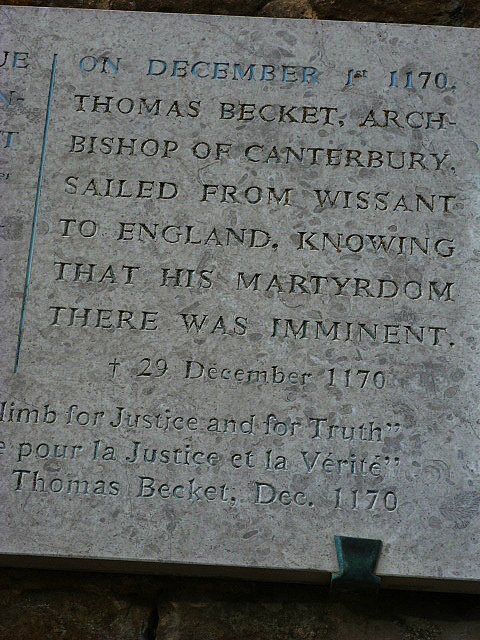 ON DECEMBER 1st 1170,
THOMAS BECKET, ARCH-
BISHOP OF CANTERBURY,
SAILED FROM WISSANT
TO ENGLAND, KNOWING
THAT HIS MARTYRDOM
THERE WAS IMMINENT.
† 29 December 1170
limb for Justice and for Truth”
pour la Justice et la Vérité”
Thomas Becket, Dec. 1170